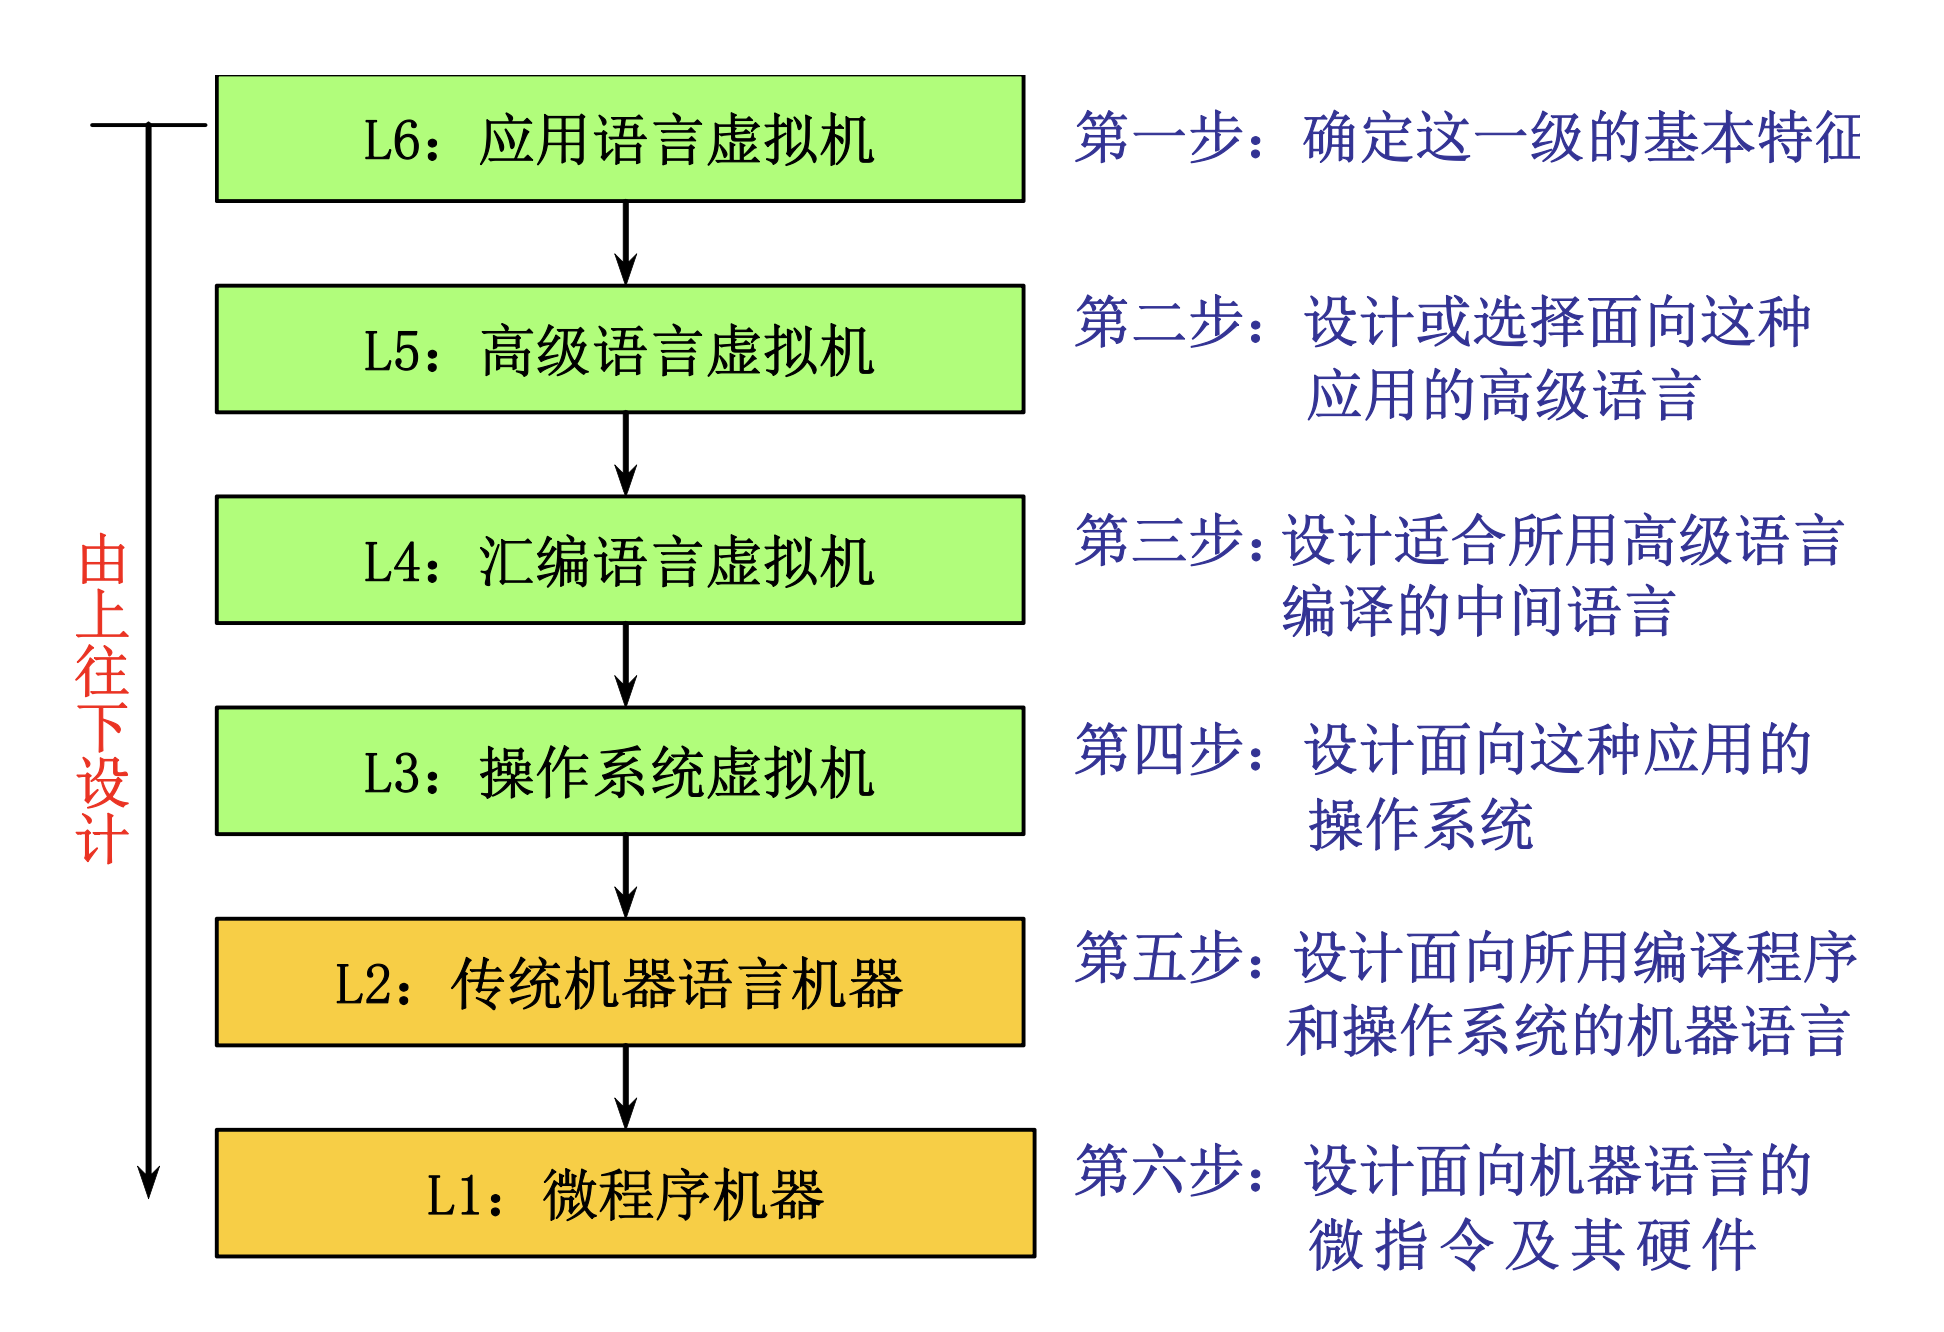 L6：应用语言虚拟机
第一步：确定这一级的基本特征
L5：高级语言虚拟机
第二步：设计或选择面向这种
应用的高级语言
L4：汇编语言虚拟机
第三步：设计适合所用高级语言
编译的中间语言
由上往下设计
L3：操作系统虚拟机
第四步：设计面向这种应用的
操作系统
L2：传统机器语言机器
第五步：设计面向所用编译程序
和操作系统的机器语言
L1：微程序机器
第六步：设计面向机器语言的
微指令及其硬件